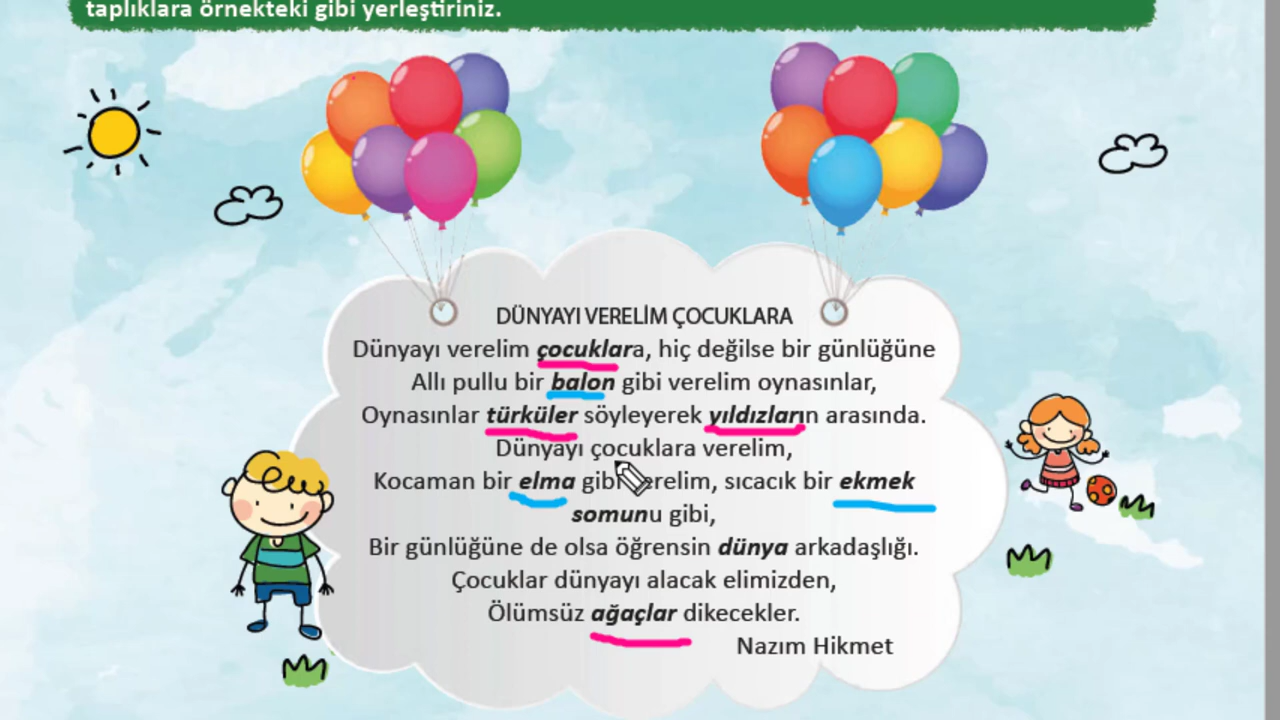 taplıklara örnekteki gibi yerleştiriniz.
DÜNYAYI VERELİM ÇOCUKLARA
Dünyayı verelim çocuklara, hiç değilse bir günlüğüne
Allı pullu bir balon gibi verelim oynasınlar,
Oynasınlar türküler söyleyerek yıldızların arasında.
Dünyayı çocuklara verelim,
Kocaman bir elma gibi verelim, sıcacık bir ekmek
somunu gibi,
Bir günlüğüne de olsa öğrensin dünya arkadaşlığı.
Çocuklar dünyayı alacak elimizden,
Ölümsüz ağaçlar dikecekler.
Nazım Hikmet